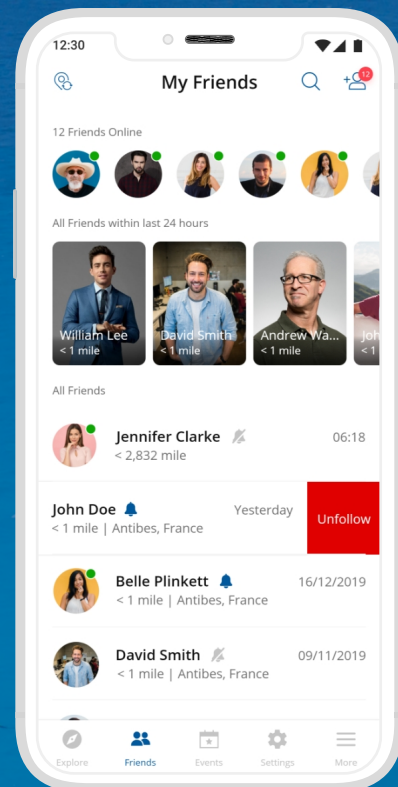 12:30
My Friends
12
12 Friends Online
All Friends within last 24 hours
William Lee
< 1 mile
David Smith
< 1 mile
Andrew Wa...
< 1 mile
Joh
< 1
All Friends
Jennifer Clarke
06:18
< 2,832 mile
John Doe
Yesterday
Unfollow
< 1 mile | Antibes, France
Belle Plinkett
16/12/2019
< 1 mile | Antibes, France
David Smith
09/11/2019
< 1 mile | Antibes, France
Explore
Friends
Events
Settings
More